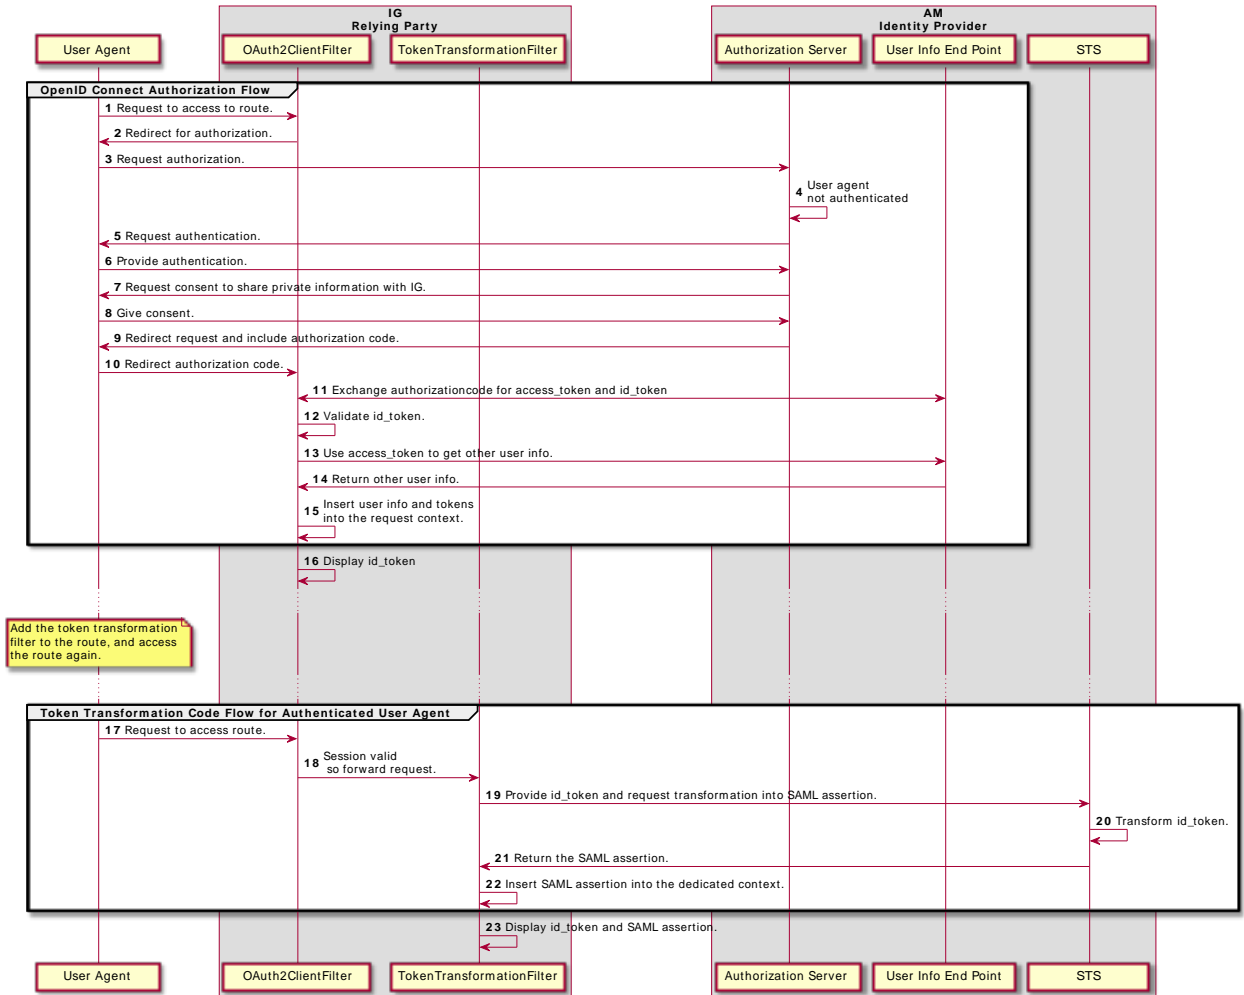 IG
Relying Party
AM
Identity Provider
User Agent
OAuth2ClientFilter
TokenTransformationFilter
Authorization Server
User Info End Point
STS
OpenID Connect Authorization Flow
1 Request to access to route.
2 Redirect for authorization.
3 Request authorization.
4 User agent
not authenticated
5 Request authentication.
6 Provide authentication.
7 Request consent to share private information with IG.
8 Give consent.
9 Redirect request and include authorization code.
10 Redirect authorization code.
11 Exchange authorizationcode for access_token and id_token
12 Validate id_token.
13 Use access_token to get other user info.
14 Return other user info.
15 Insert user info and tokens
into the request context.
16 Display id_token
Add the token transformation
filter to the route, and access
the route again.
Token Transformation Code Flow for Authenticated User Agent
17 Request to access route.
18 Session valid
so forward request.
19 Provide id_token and request transformation into SAML assertion.
20 Transform id_token.
21 Return the SAML assertion.
22 Insert SAML assertion into the dedicated context.
23 Display id_token and SAML assertion.
User Agent
OAuth2ClientFilter
TokenTransformationFilter
Authorization Server
User Info End Point
STS